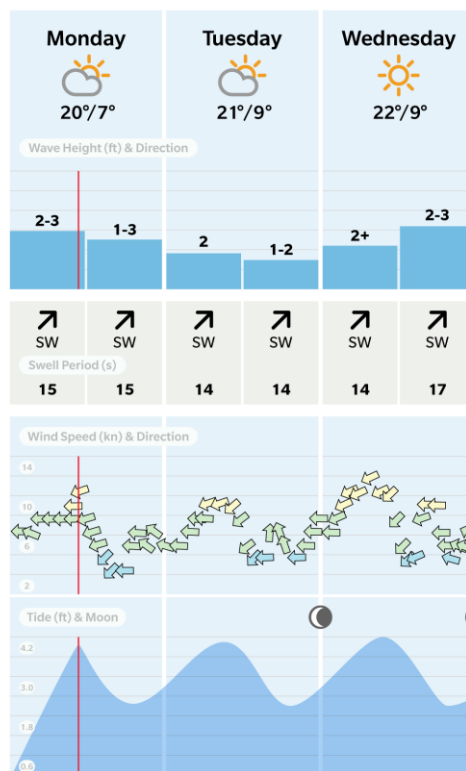 Monday Tuesday Wednesday
20°/7° 21°/9° 22°/9°
Wave Height (ft) & Direction
2-3 1-3 2 1-2 2+ 2-3
SW SW SW SW SW SW
Swell Period (s)
15 15 14 14 14 17
Wind Speed (kn) & Direction
14
10
6
2
Tide (ft) & Moon
4.2
3.0
1.8
0.6